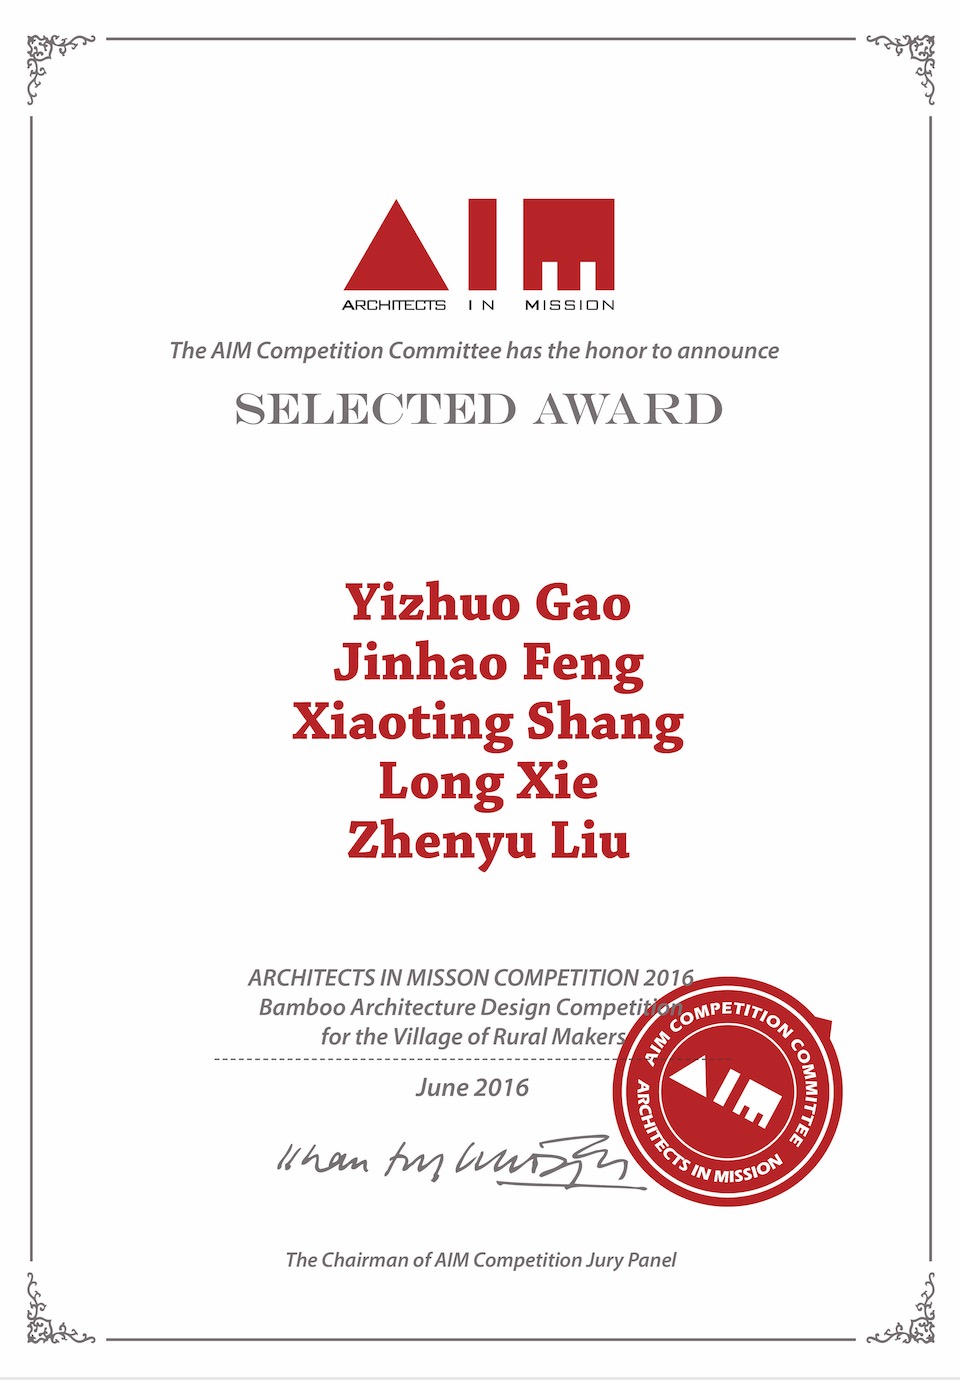 AIM
ARCHITECTS IN MISSION
The AIM Competition Committee has the honor to announce
SELECTED AWARD
Yizhuo Gao
Jinhao Feng
Xiaoting Shang
Long Xie
Zhenyu Liu
ARCHITECTS IN MISSON COMPETITION 2016
Bamboo Architecture Design Competition
for the Village of Rural Makers
June 2016
AIM COMPETITION COMMITTEE
AIM
ARCHITECTS IN MISSION
The Chairman of AIM Competition Jury Panel